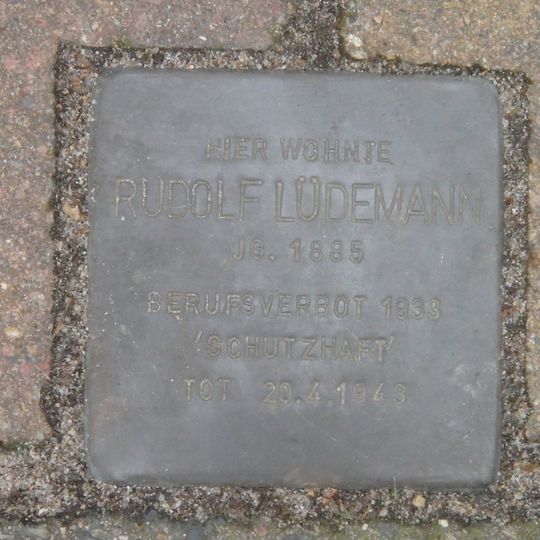 HIER WOHNTE
RUDOLF LÜDEMANN
JG. 1885
BERUFSVERBOT 1933
'SCHUTZHAFT'
TOT 20.4.1943